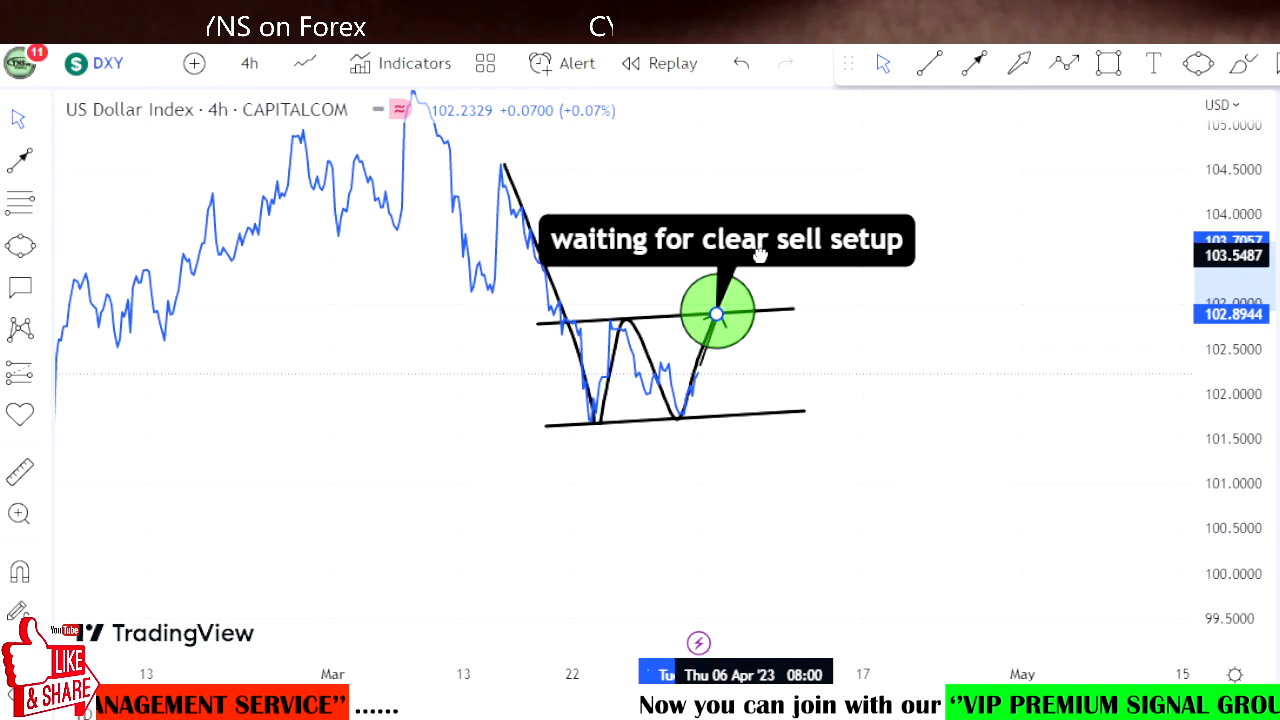 YNS on Forex
11
DXY
4h
Indicators
Alert
Replay
T
US Dollar Index · 4h · CAPITALCOM
102.2329 +0.0700 (+0.07%)
USD
105.0000
104.5000
104.0000
103.7057
103.5487
102.8944
102.5000
102.0000
101.5000
101.0000
100.5000
100.0000
99.5000
waiting for clear sell setup
TradingView
13
Mar
13
22
Thu 06 Apr '23 08:00
17
May
15
YouTube
LIKE
& SHARE
ANAGEMENT SERVICE’’ ......
Now you can join with our ‘’VIP PREMIUM SIGNAL GROU